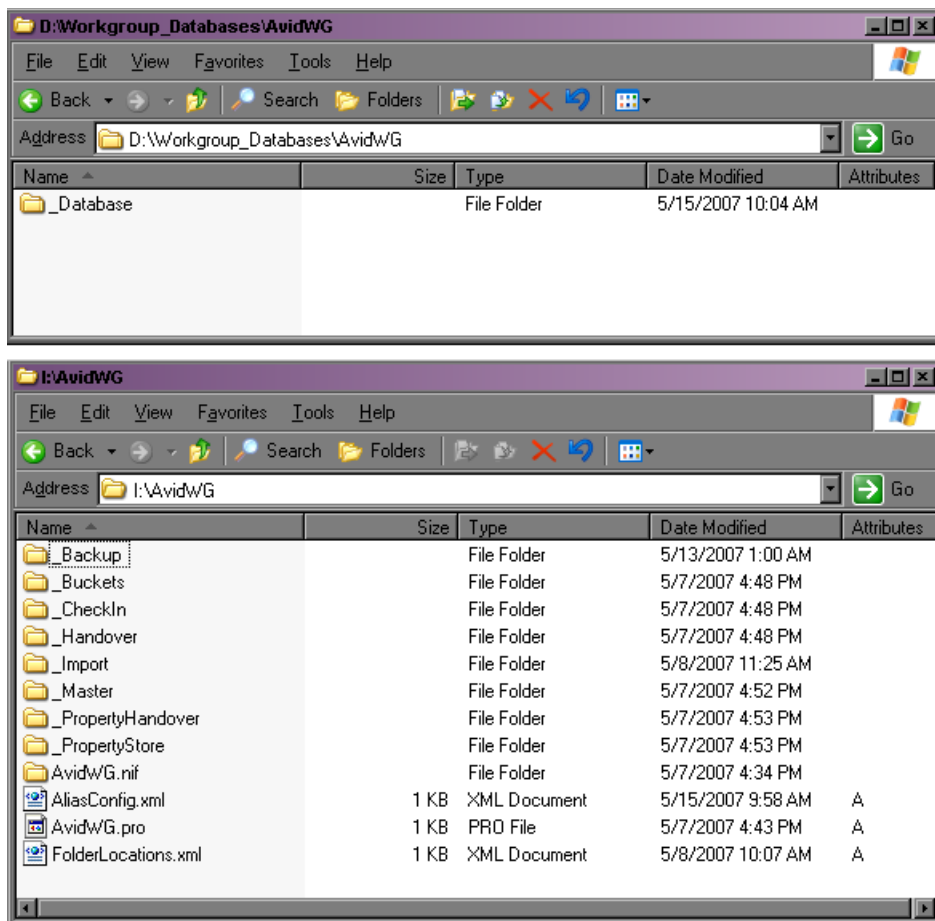 D:\Workgroup_Databases\AvidWG
File Edit View Favorites Tools Help
Back Search Folders
Address D:\Workgroup_Databases\AvidWG Go
Name Size Type Date Modified Attributes
_Database File Folder 5/15/2007 10:04 AM
I:\AvidWG
File Edit View Favorites Tools Help
Back Search Folders
Address I:\AvidWG Go
Name Size Type Date Modified Attributes
_Backup File Folder 5/13/2007 1:00 AM
_Buckets File Folder 5/7/2007 4:48 PM
_CheckIn File Folder 5/7/2007 4:48 PM
_Handover File Folder 5/7/2007 4:48 PM
_Import File Folder 5/8/2007 11:25 AM
_Master File Folder 5/7/2007 4:52 PM
_PropertyHandover File Folder 5/7/2007 4:53 PM
_PropertyStore File Folder 5/7/2007 4:53 PM
AvidWG.nif File Folder 5/7/2007 4:34 PM
AliasConfig.xml 1 KB XML Document 5/15/2007 9:58 AM A
AvidWG.pro 1 KB PRO File 5/7/2007 4:43 PM A
FolderLocations.xml 1 KB XML Document 5/8/2007 10:07 AM A